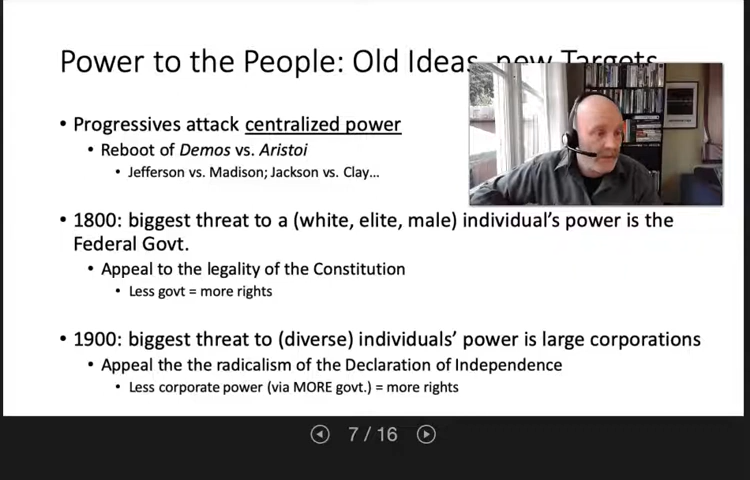 Power to the People: Old Ideas, new Targets
• Progressives attack centralized power
• Reboot of Demos vs. Aristoi
• Jefferson vs. Madison; Jackson vs. Clay...
• 1800: biggest threat to a (white, elite, male) individual's power is the
Federal Govt.
• Appeal to the legality of the Constitution
• Less govt = more rights
• 1900: biggest threat to (diverse) individuals' power is large corporations
• Appeal the the radicalism of the Declaration of Independence
• Less corporate power (via MORE govt.) = more rights
7 / 16